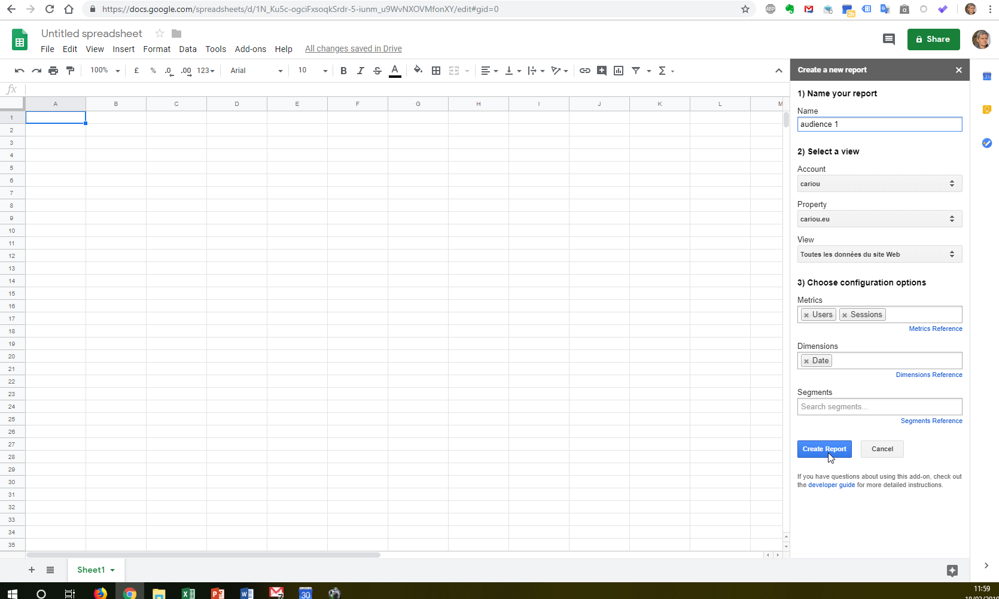 https://docs.google.com/spreadsheets/d/1N_Ku5c-ogciFxsoqkSrdr-5-iunm_u9WvNXOVMfonXY/edit#gid=0
ABP
2h
Untitled spreadsheet
File Edit View Insert Format Data Tools Add-ons Help All changes saved in Drive
Share
100% £ % .0 .00 123 Arial 10 B I S A Σ
fx
A B C D E F G H I J K L M
1
2
3
4
5
6
7
8
9
10
11
12
13
14
15
16
17
18
19
20
21
22
23
24
25
26
27
28
29
30
31
32
33
34
35
Create a new report
1) Name your report
Name
audience 1
2) Select a view
Account
cariou
Property
cariou.eu
View
Toutes les données du site Web
3) Choose configuration options
Metrics
Users Sessions
Metrics Reference
Dimensions
Date
Dimensions Reference
Segments
Search segments...
Segments Reference
Create Report Cancel
If you have questions about using this add-on, check out
the developer guide for more detailed instructions.
31
Sheet1
30
11:59